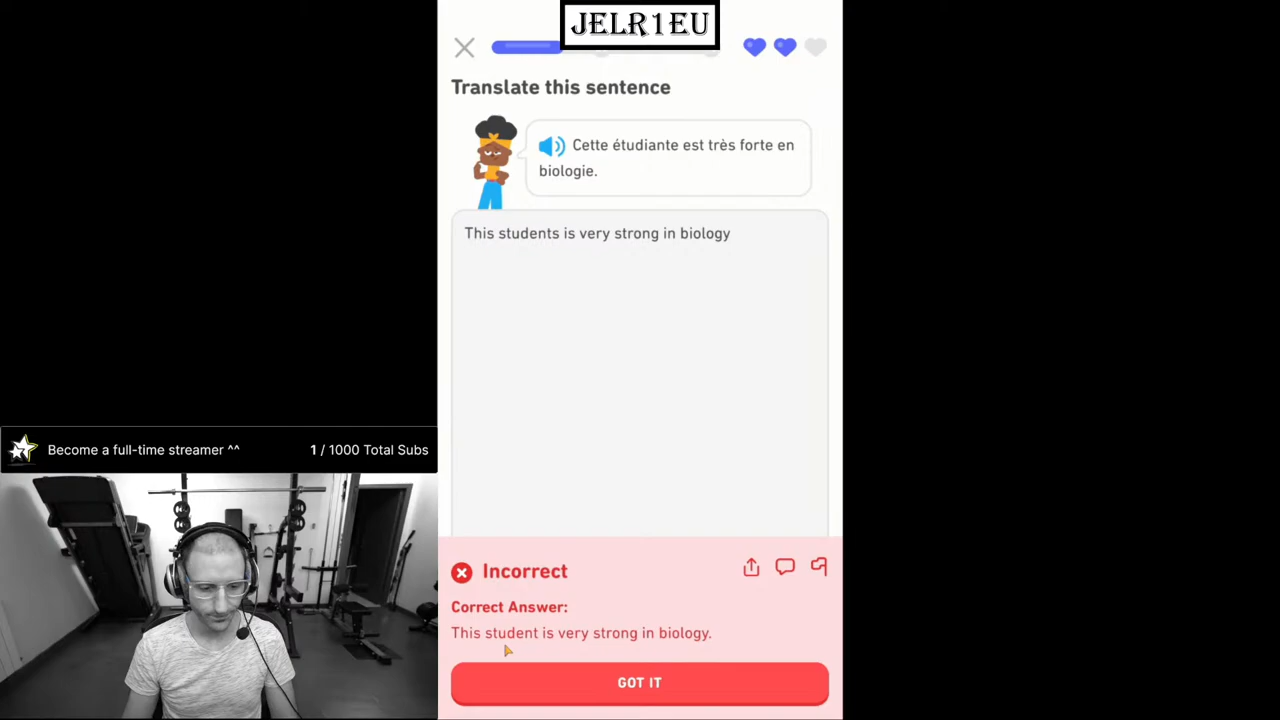 JELR1EU
Translate this sentence
Cette étudiante est très forte en
biologie.
This students is very strong in biology
Become a full-time streamer ^^ 1 / 1000 Total Subs
Incorrect
Correct Answer:
This student is very strong in biology.
GOT IT